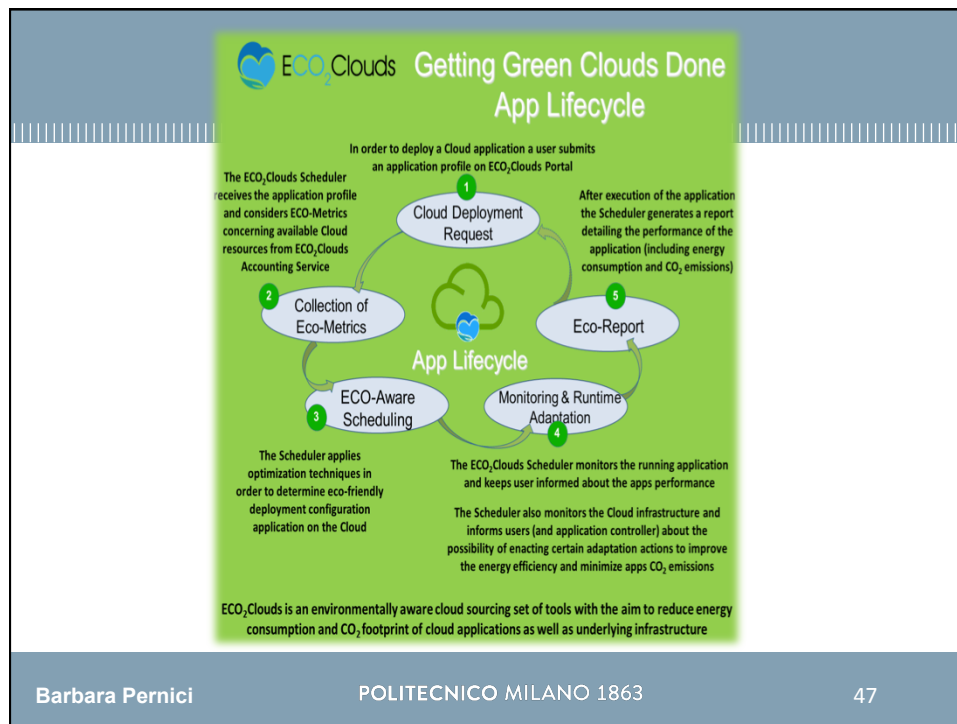 ECO₂Clouds
Getting Green Clouds Done
App Lifecycle
In order to deploy a Cloud application a user submits
an application profile on ECO₂Clouds Portal
1
Cloud Deployment
Request
The ECO₂Clouds Scheduler
receives the application profile
and considers ECO-Metrics
concerning available Cloud
resources from ECO₂Clouds
Accounting Service
2
Collection of
Eco-Metrics
ECO-Aware
Scheduling
3
The Scheduler applies
optimization techniques in
order to determine eco-friendly
deployment configuration
application on the Cloud
App Lifecycle
Monitoring & Runtime
Adaptation
4
The ECO₂Clouds Scheduler monitors the running application
and keeps user informed about the apps performance
The Scheduler also monitors the Cloud infrastructure and
informs users (and application controller) about the
possibility of enacting certain adaptation actions to improve
the energy efficiency and minimize apps CO₂ emissions
After execution of the application
the Scheduler generates a report
detailing the performance of the
application (including energy
consumption and CO₂ emissions)
5
Eco-Report
ECO₂Clouds is an environmentally aware cloud sourcing set of tools with the aim to reduce energy
consumption and CO₂ footprint of cloud applications as well as underlying infrastructure
Barbara Pernici
POLITECNICO MILANO 1863
47